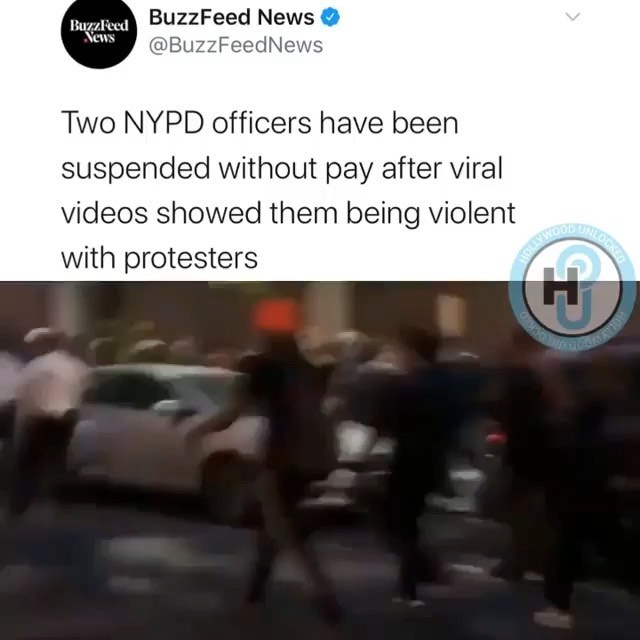 BuzzFeed
News
BuzzFeed News
@BuzzFeedNews
Two NYPD officers have been
suspended without pay after viral
videos showed them being violent
with protesters
HOLLYWOOD UNLOCKED
HU